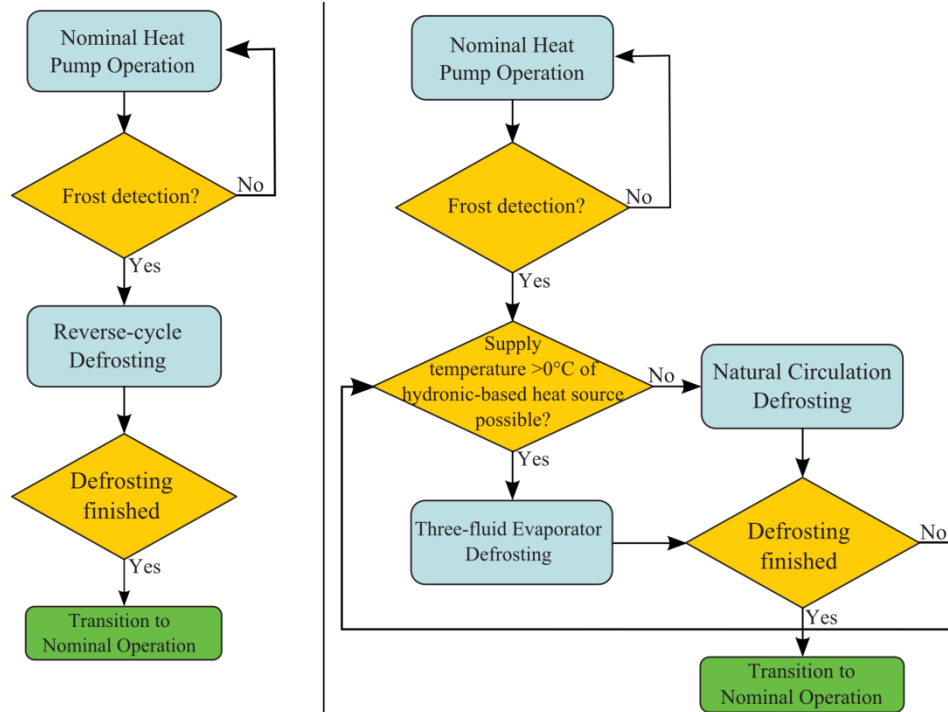 Nominal Heat
Pump Operation
Frost detection?
No
Yes
Reverse-cycle
Defrosting
Defrosting
finished
Yes
Transition to
Nominal Operation
Nominal Heat
Pump Operation
Frost detection?
No
Yes
Supply
temperature >0°C of
hydronic-based heat source
possible?
No
Natural Circulation
Defrosting
Yes
Three-fluid Evaporator
Defrosting
Defrosting
finished
No
Yes
Transition to
Nominal Operation